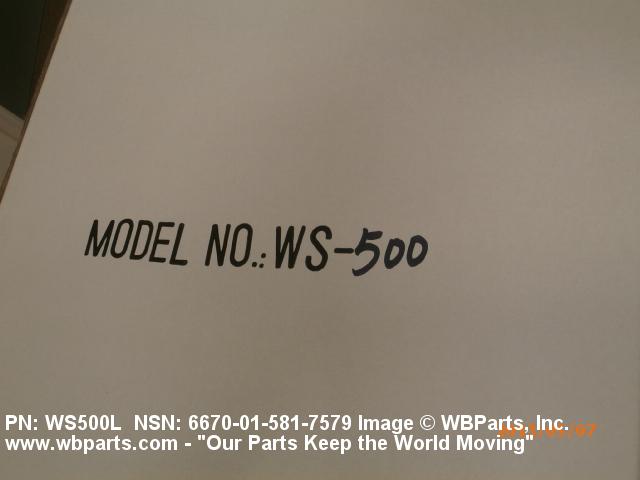 MODEL NO.: WS-500
PN: WS500L NSN: 6670-01-581-7579 Image © WBParts, Inc.
www.wbparts.com - "Our Parts Keep the World Moving"